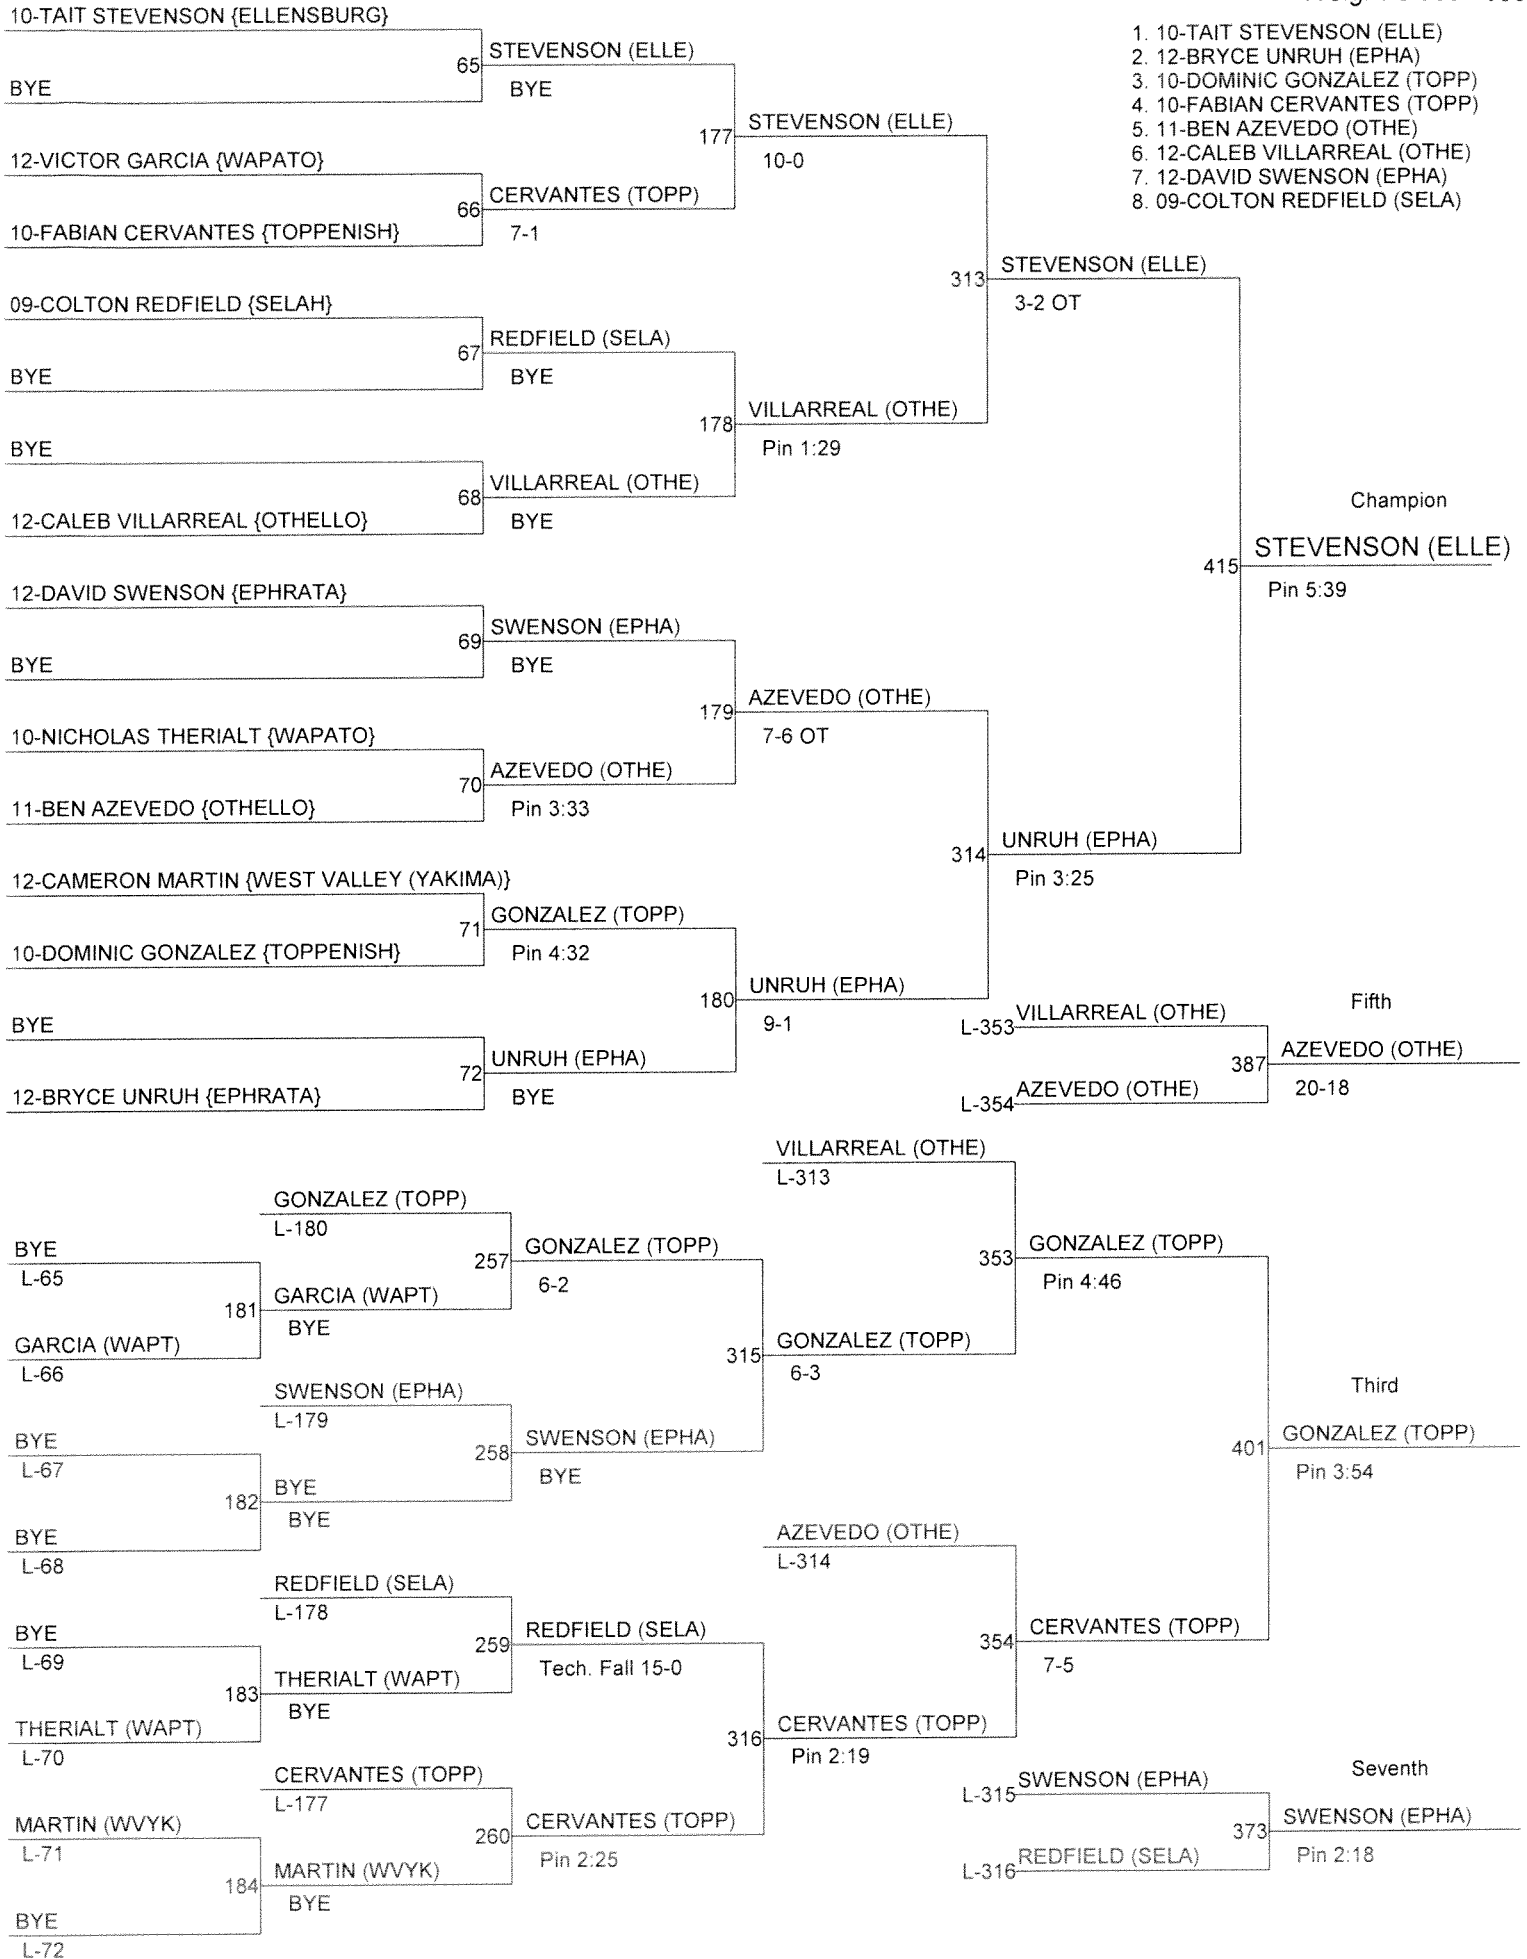 10-TAIT STEVENSON {ELLENSBURG}
65
STEVENSON (ELLE)
BYE
BYE
177
STEVENSON (ELLE)
10-0
12-VICTOR GARCIA {WAPATO}
66
CERVANTES (TOPP)
7-1
10-FABIAN CERVANTES {TOPPENISH}
313
STEVENSON (ELLE)
3-2 OT
09-COLTON REDFIELD {SELAH}
67
REDFIELD (SELA)
BYE
BYE
178
VILLARREAL (OTHE)
Pin 1:29
BYE
68
VILLARREAL (OTHE)
BYE
12-CALEB VILLARREAL {OTHELLO}
1. 10-TAIT STEVENSON (ELLE)
2. 12-BRYCE UNRUH (EPHA)
3. 10-DOMINIC GONZALEZ (TOPP)
4. 10-FABIAN CERVANTES (TOPP)
5. 11-BEN AZEVEDO (OTHE)
6. 12-CALEB VILLARREAL (OTHE)
7. 12-DAVID SWENSON (EPHA)
8. 09-COLTON REDFIELD (SELA)
Champion
415
STEVENSON (ELLE)
Pin 5:39
12-DAVID SWENSON {EPHRATA}
69
SWENSON (EPHA)
BYE
BYE
179
AZEVEDO (OTHE)
7-6 OT
10-NICHOLAS THERIALT {WAPATO}
70
AZEVEDO (OTHE)
Pin 3:33
11-BEN AZEVEDO {OTHELLO}
314
UNRUH (EPHA)
Pin 3:25
12-CAMERON MARTIN {WEST VALLEY (YAKIMA)}
71
GONZALEZ (TOPP)
Pin 4:32
10-DOMINIC GONZALEZ {TOPPENISH}
180
UNRUH (EPHA)
9-1
BYE
72
UNRUH (EPHA)
BYE
12-BRYCE UNRUH {EPHRATA}
Fifth
L-353
VILLARREAL (OTHE)
387
AZEVEDO (OTHE)
20-18
L-354
AZEVEDO (OTHE)
VILLARREAL (OTHE)
L-313
GONZALEZ (TOPP)
L-180
BYE
L-65
257
GONZALEZ (TOPP)
6-2
353
GONZALEZ (TOPP)
Pin 4:46
181
GARCIA (WAPT)
BYE
GARCIA (WAPT)
L-66
315
GONZALEZ (TOPP)
6-3
SWENSON (EPHA)
L-179
BYE
L-67
258
SWENSON (EPHA)
BYE
182
BYE
BYE
BYE
L-68
Third
401
GONZALEZ (TOPP)
Pin 3:54
AZEVEDO (OTHE)
L-314
REDFIELD (SELA)
L-178
BYE
L-69
259
REDFIELD (SELA)
Tech. Fall 15-0
354
CERVANTES (TOPP)
7-5
183
THERIALT (WAPT)
BYE
THERIALT (WAPT)
L-70
316
CERVANTES (TOPP)
Pin 2:19
CERVANTES (TOPP)
L-177
MARTIN (WVYK)
L-71
260
CERVANTES (TOPP)
Pin 2:25
184
MARTIN (WVYK)
BYE
BYE
L-72
Seventh
L-315
SWENSON (EPHA)
373
SWENSON (EPHA)
Pin 2:18
L-316
REDFIELD (SELA)